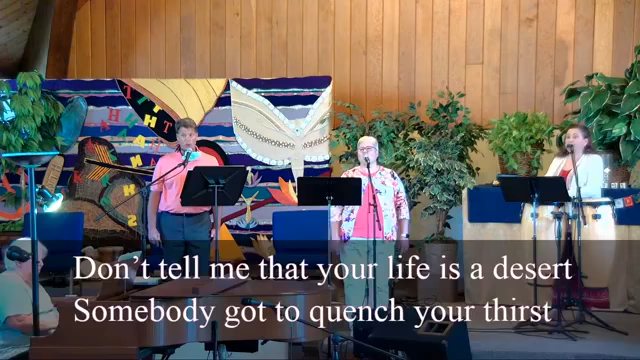 Don't tell me that your life is a desert
Somebody got to quench your thirst